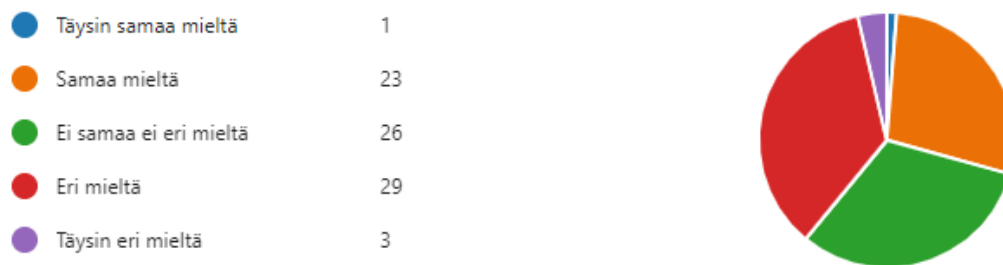 Täysin samaa mieltä 1
Samaa mieltä 23
Ei samaa ei eri mieltä 26
Eri mieltä 29
Täysin eri mieltä 3